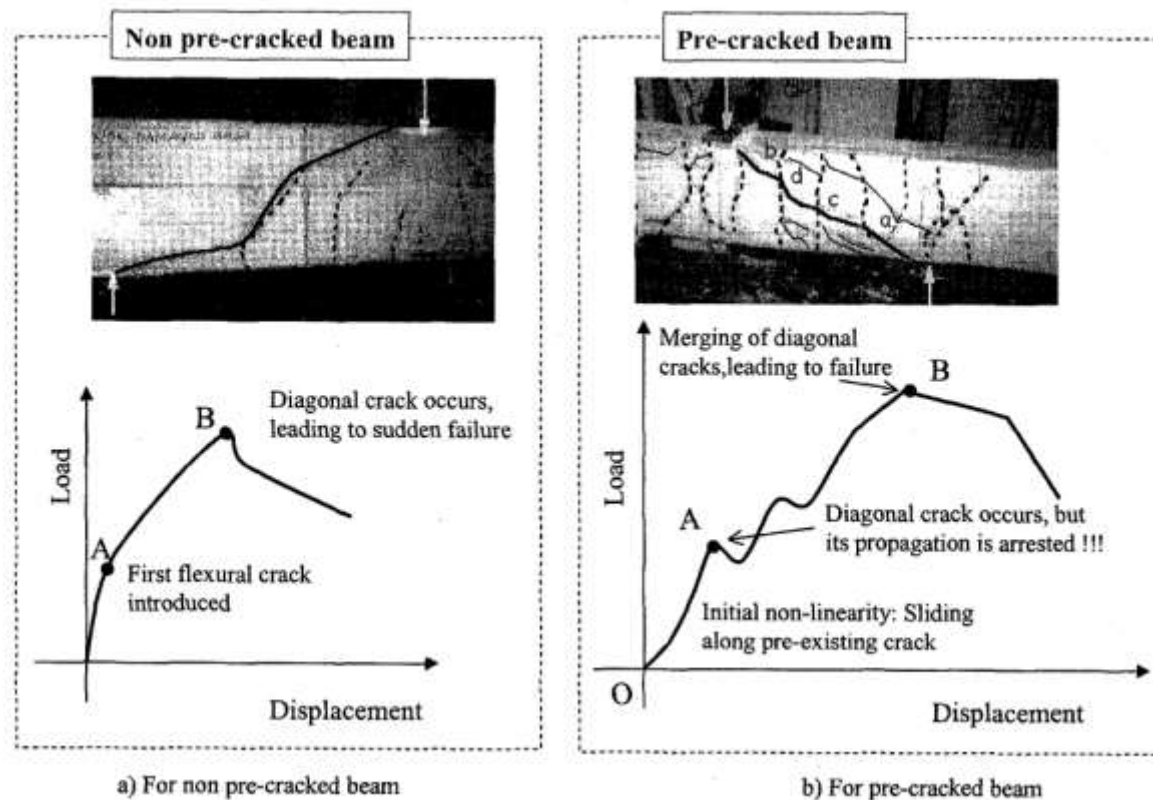 Non pre-cracked beam
Pre-cracked beam
b
d
c
a
Load
B
Diagonal crack occurs,
leading to sudden failure
A
First flexural crack
introduced
Displacement
Load
Merging of diagonal
cracks,leading to failure
B
A
Diagonal crack occurs, but
its propagation is arrested !!!
Initial non-linearity: Sliding
along pre-existing crack
O
Displacement
a) For non pre-cracked beam
b) For pre-cracked beam